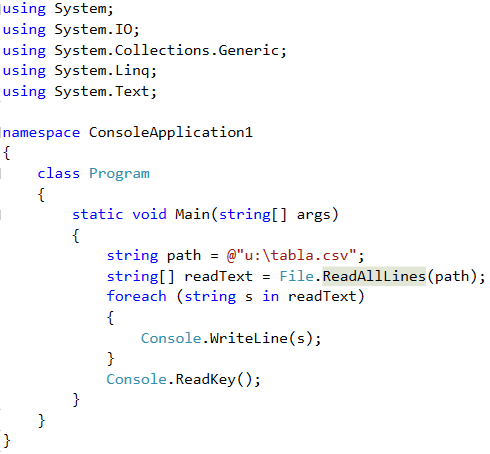 using System;
using System.IO;
using System.Collections.Generic;
using System.Linq;
using System.Text;

namespace ConsoleApplication1
{
    class Program
    {
        static void Main(string[] args)
        {
            string path = @"u:\tabla.csv";
            string[] readText = File.ReadAllLines(path);
            foreach (string s in readText)
            {
                Console.WriteLine(s);
            }
            Console.ReadKey();
        }
    }
}